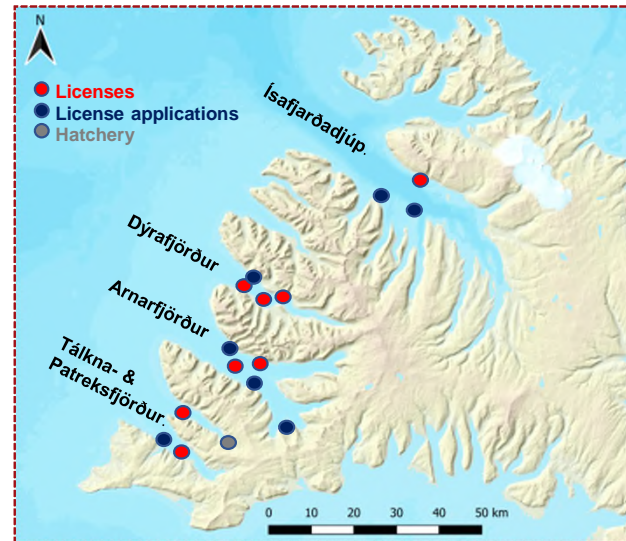 N
Licenses
License applications
Hatchery
Ísafjarðadjúp.
Dýrafjörður
Arnarfjörður
Tálkna- &
Patreksfjörður.
0 10 20 30 40 50 km